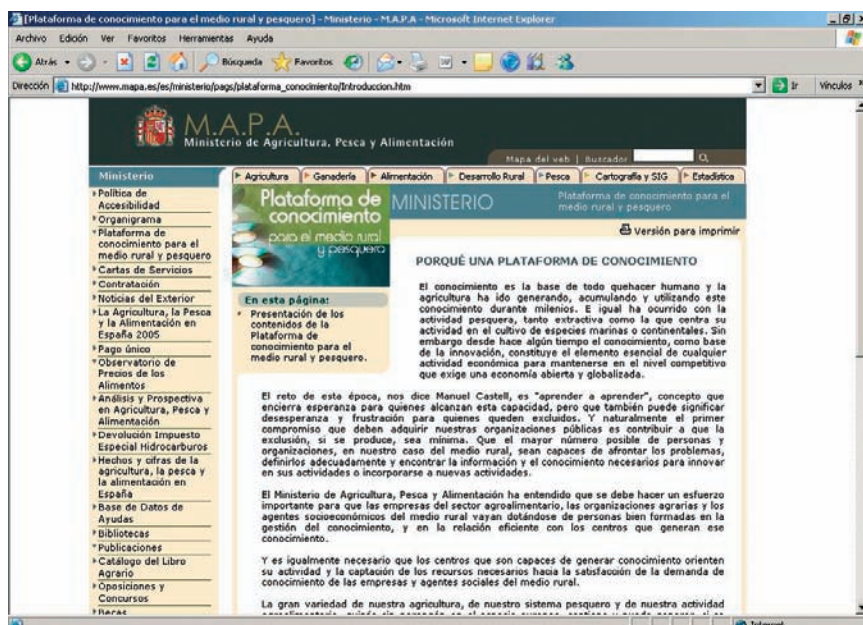 [Plataforma de conocimiento para el medio rural y pesquero] - Ministerio - M.A.P.A - Microsoft Internet Explorer
Archivo Edición Ver Favoritos Herramientas Ayuda
Atrás Búsqueda Favoritos
Dirección http://www.mapa.es/es/ministerio/pags/plataforma_conocimiento/Introduccion.htm Ir Vínculos »
M.A.P.A.
Ministerio de Agricultura, Pesca y Alimentación
Mapa del web | Buscador
Ministerio
Agricultura Ganadería Alimentación Desarrollo Rural Pesca Cartografía y SIG Estadística
Política de
Accesibilidad
Organigrama
Plataforma de
conocimiento para el
medio rural y pesquero
Cartas de Servicios
Contratación
Noticias del Exterior
La Agricultura, la Pesca
y la Alimentación en
España 2005
Pago único
Observatorio de
Precios de los
Alimentos
Análisis y Prospectiva
en Agricultura, Pesca y
Alimentación
Devolución Impuesto
Especial Hidrocarburos
Hechos y cifras de la
agricultura, la pesca y
la alimentación en
España
Base de Datos de
Ayudas
Bibliotecas
Publicaciones
Catálogo del Libro
Agrario
Oposiciones y
Concursos
Becas
Plataforma de
conocimiento
para el medio rural
y pesquero
MINISTERIO
Plataforma de conocimiento para el
medio rural y pesquero
Versión para imprimir
En esta página:
Presentación de los
contenidos de la
Plataforma de
conocimiento para el
medio rural y pesquero.
PORQUÉ UNA PLATAFORMA DE CONOCIMIENTO
El conocimiento es la base de todo quehacer humano y la
agricultura ha ido generando, acumulando y utilizando este
conocimiento durante milenios. E igual ha ocurrido con la
actividad pesquera, tanto extractiva como la que centra su
actividad en el cultivo de especies marinas o continentales. Sin
embargo desde hace algún tiempo el conocimiento, como base
de la innovación, constituye el elemento esencial de cualquier
actividad económica para mantenerse en el nivel competitivo
que exige una economía abierta y globalizada.
El reto de esta época, nos dice Manuel Castell, es "aprender a aprender", concepto que
encierra esperanza para quienes alcanzan esta capacidad, pero que también puede significar
desesperanza y frustración para quienes queden excluidos. Y naturalmente el primer
compromiso que deben adquirir nuestras organizaciones públicas es contribuir a que la
exclusión, si se produce, sea mínima. Que el mayor número posible de personas y
organizaciones, en nuestro caso del medio rural, sean capaces de afrontar los problemas,
definirlos adecuadamente y encontrar la información y el conocimiento necesarios para innovar
en sus actividades o incorporarse a nuevas actividades.
El Ministerio de Agricultura, Pesca y Alimentación ha entendido que se debe hacer un esfuerzo
importante para que las empresas del sector agroalimentario, las organizaciones agrarias y los
agentes socioeconómicos del medio rural vayan dotándose de personas bien formadas en la
gestión del conocimiento, y en la relación eficiente con los centros que generan ese
conocimiento.
Y es igualmente necesario que los centros que son capaces de generar conocimiento orienten
su actividad y la captación de los recursos necesarios hacia la satisfacción de la demanda de
conocimiento de las empresas y agentes sociales del medio rural.
La gran variedad de nuestra agricultura, de nuestro sistema pesquero y de nuestra actividad
Internet